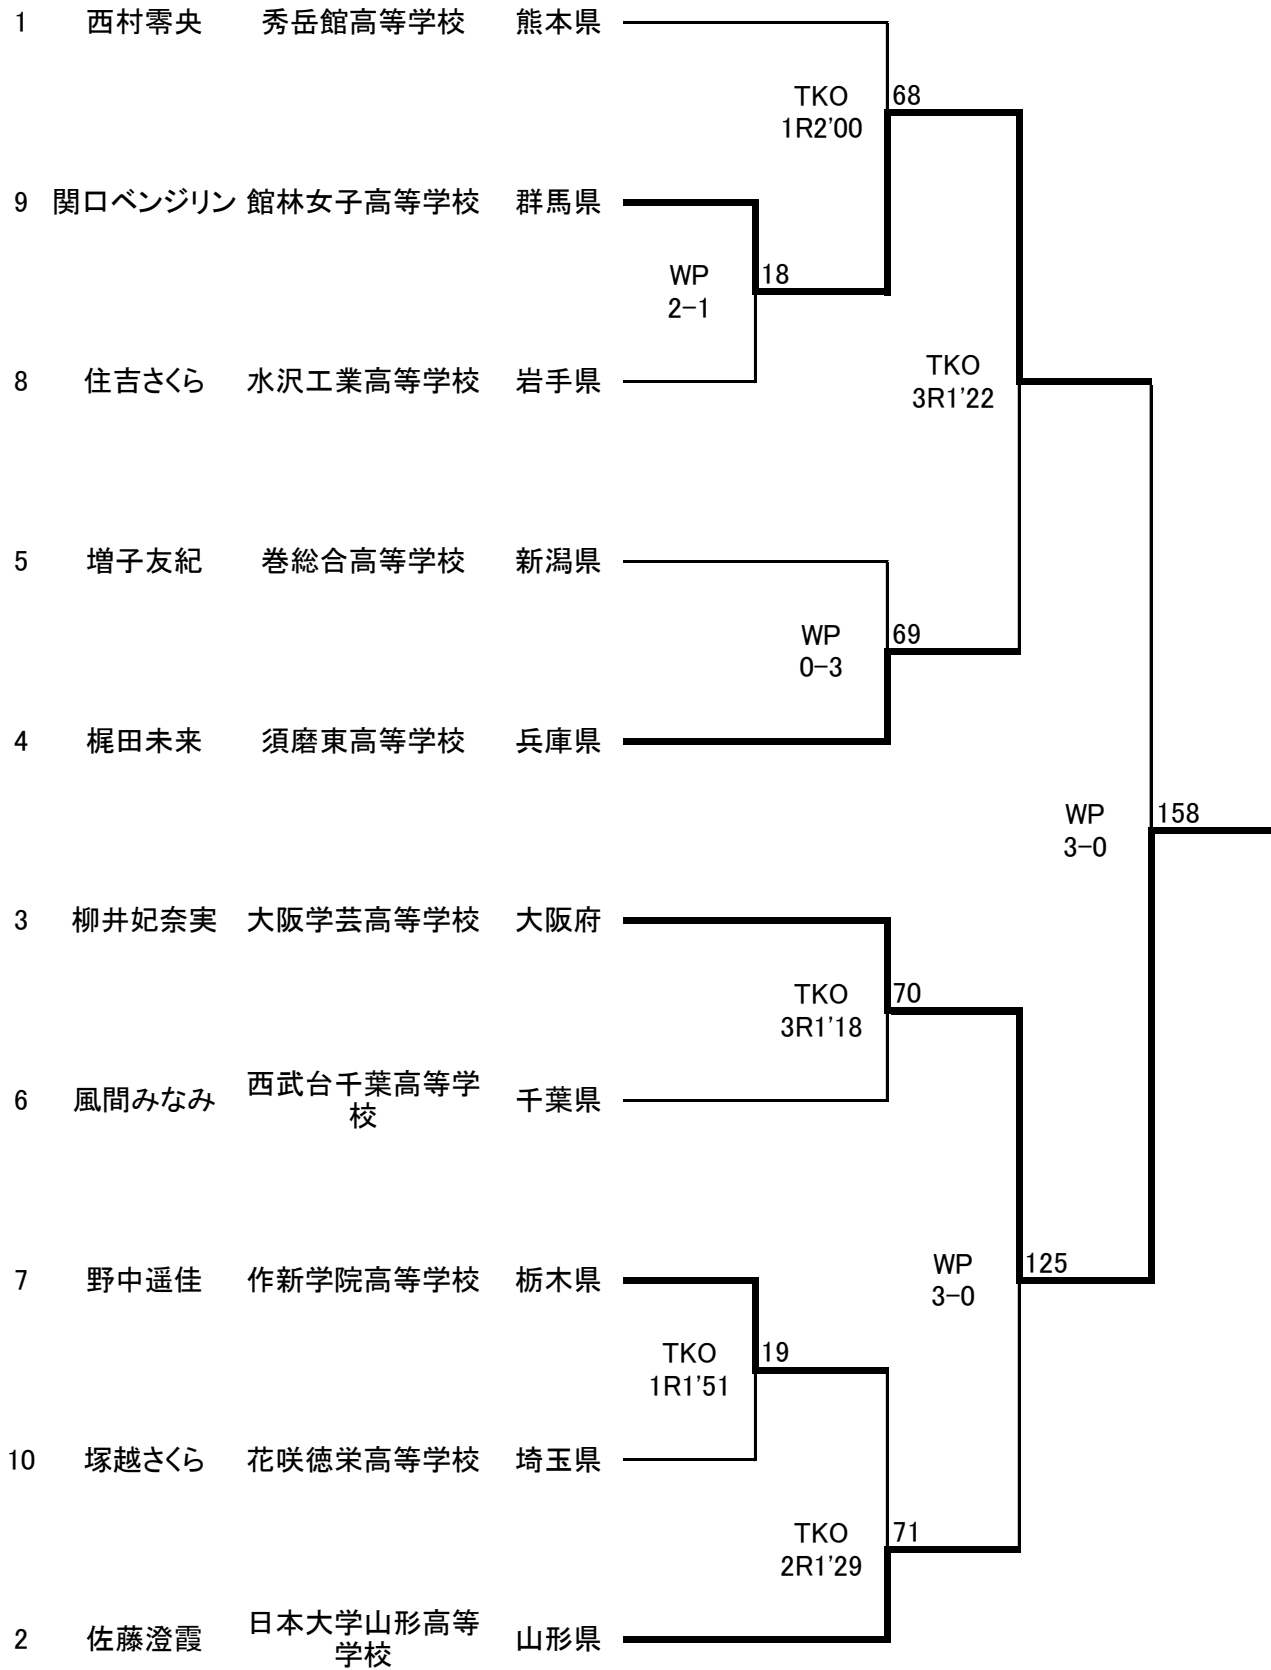 1 西村零央 秀岳館高等学校 熊本県
TKO 68
1R2'00
9 関口ベンジリン 館林女子高等学校 群馬県
WP 18
2-1
8 住吉さくら 水沢工業高等学校 岩手県
TKO
3R1'22
5 増子友紀 巻総合高等学校 新潟県
WP 69
0-3
4 梶田未来 須磨東高等学校 兵庫県
WP 158
3-0
3 柳井妃奈実 大阪学芸高等学校 大阪府
TKO 70
3R1'18
6 風間みなみ 西武台千葉高等学 千葉県
校
7 野中遥佳 作新学院高等学校 栃木県
WP 125
3-0
TKO 19
1R1'51
10 塚越さくら 花咲徳栄高等学校 埼玉県
TKO 71
2R1'29
2 佐藤澄霞 日本大学山形高等 山形県
学校